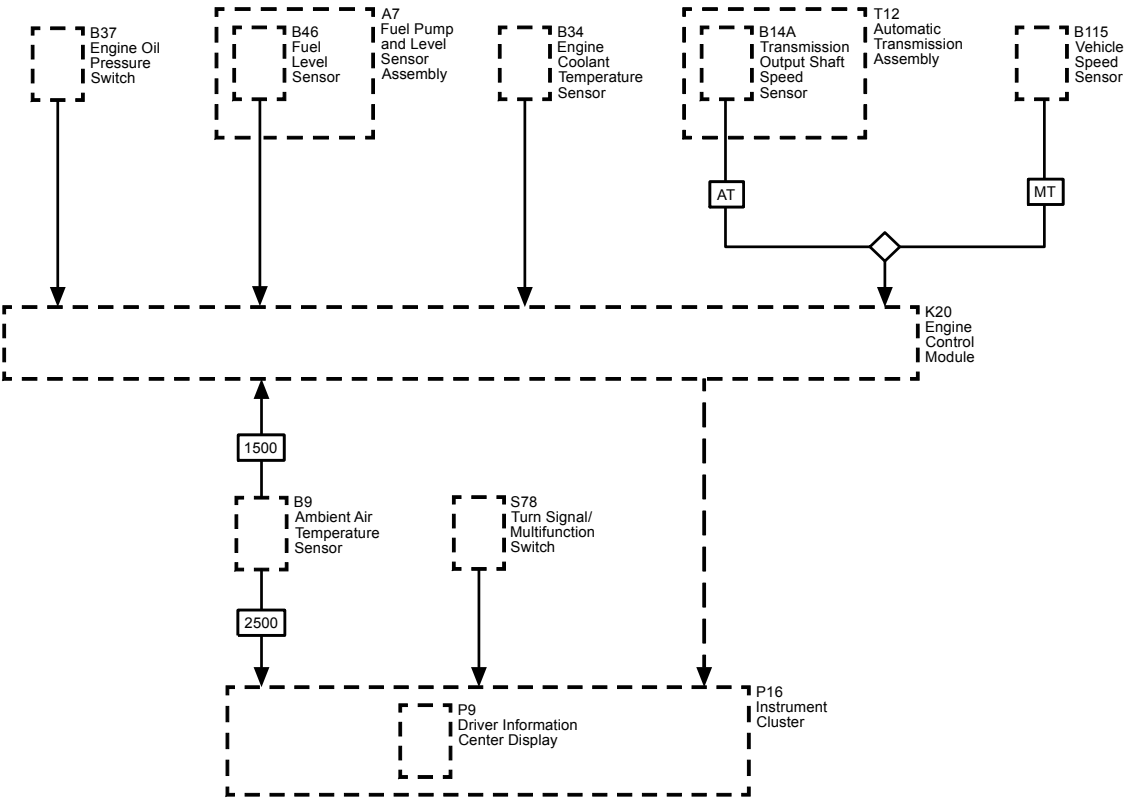 B37
Engine Oil
Pressure
Switch
B46
Fuel
Level
Sensor
A7
Fuel Pump
and Level
Sensor
Assembly
B34
Engine
Coolant
Temperature
Sensor
B14A
Transmission
Output Shaft
Speed
Sensor
T12
Automatic
Transmission
Assembly
B115
Vehicle
Speed
Sensor
AT
MT
K20
Engine
Control
Module
1500
B9
Ambient Air
Temperature
Sensor
S78
Turn Signal/
Multifunction
Switch
2500
P9
Driver Information
Center Display
P16
Instrument
Cluster